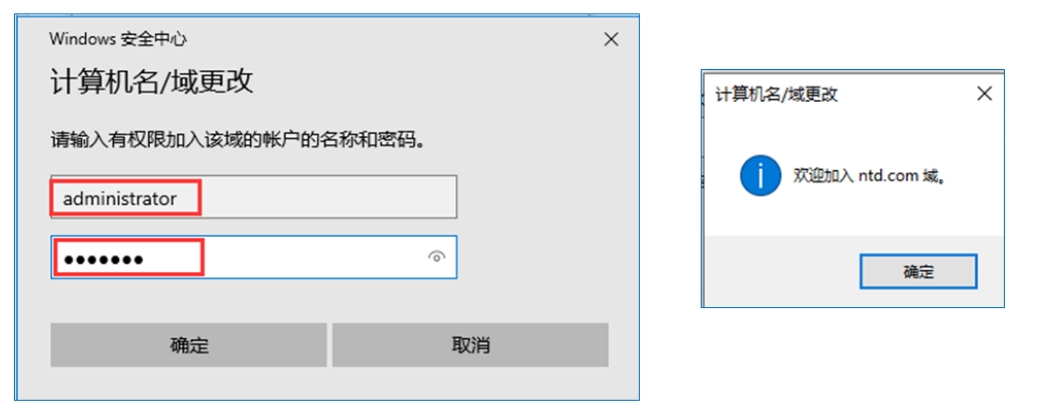 Windows 安全中心
计算机名/域更改
请输入有权限加入该域的帐户的名称和密码。
administrator
●●●●●●●
确定
取消
计算机名/域更改
欢迎加入 ntd.com 域。
确定